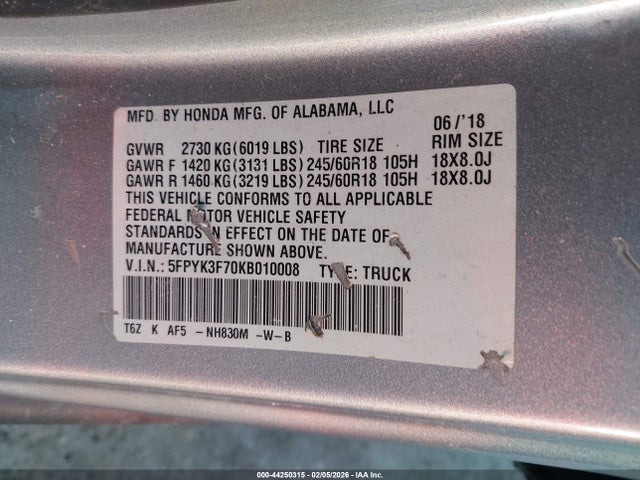 MFD. BY HONDA MFG. OF ALABAMA, LLC
06/'18
GVWR 2730 KG(6019 LBS) TIRE SIZE RIM SIZE
GAWR F 1420 KG(3131 LBS) 245/60R18 105H 18X8.0J
GAWR R 1460 KG(3219 LBS) 245/60R18 105H 18X8.0J
THIS VEHICLE CONFORMS TO ALL APPLICABLE
FEDERAL MOTOR VEHICLE SAFETY
STANDARDS IN EFFECT ON THE DATE OF
MANUFACTURE SHOWN ABOVE.
V.I.N.: 5FPYK3F70KB010008 TYPE: TRUCK
T6Z K AF5 -NH830M -W-B
000-44250315 - 02/05/2026 - IAA Inc.